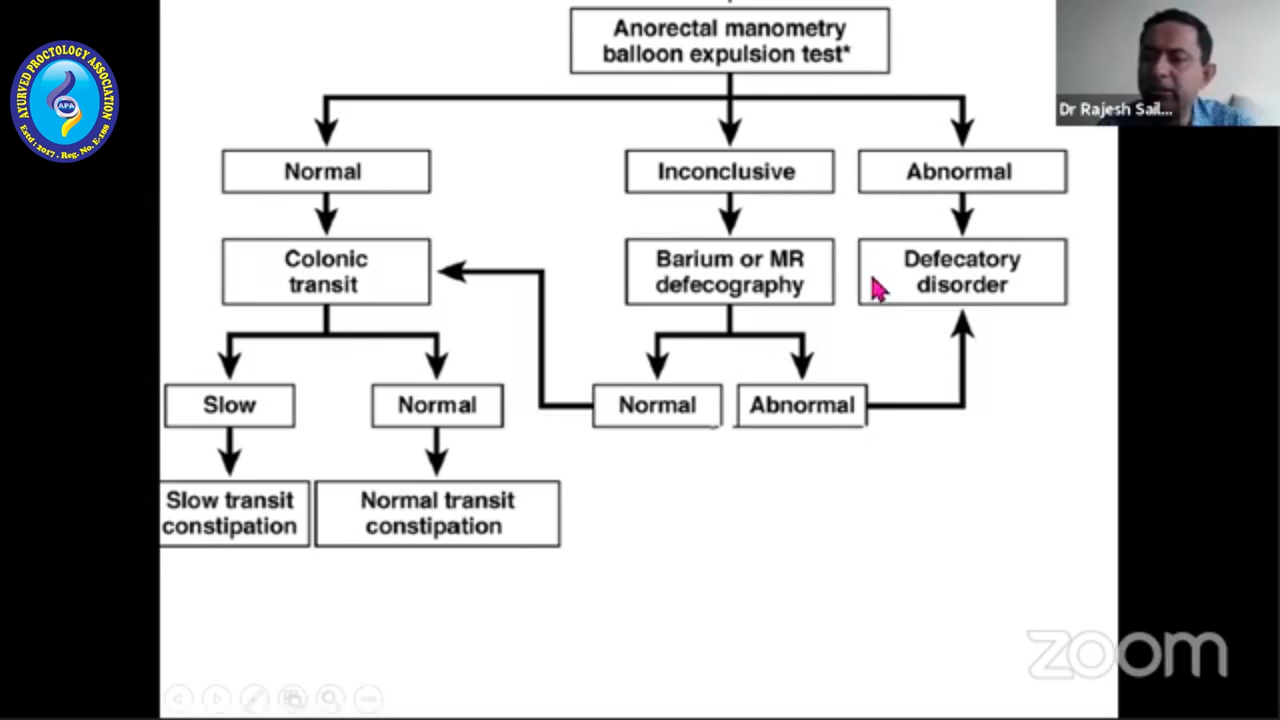 Anorectal manometry
balloon expulsion test*
Normal
Inconclusive
Abnormal
Colonic
transit
Barium or MR
defecography
Defecatory
disorder
Slow
Normal
Normal
Abnormal
Slow transit
constipation
Normal transit
constipation
AYURVED PROCTOLOGY ASSOCIATION
APA
Estd : 2017 . Reg. No. E-188
Dr Rajesh Sail...
zoom